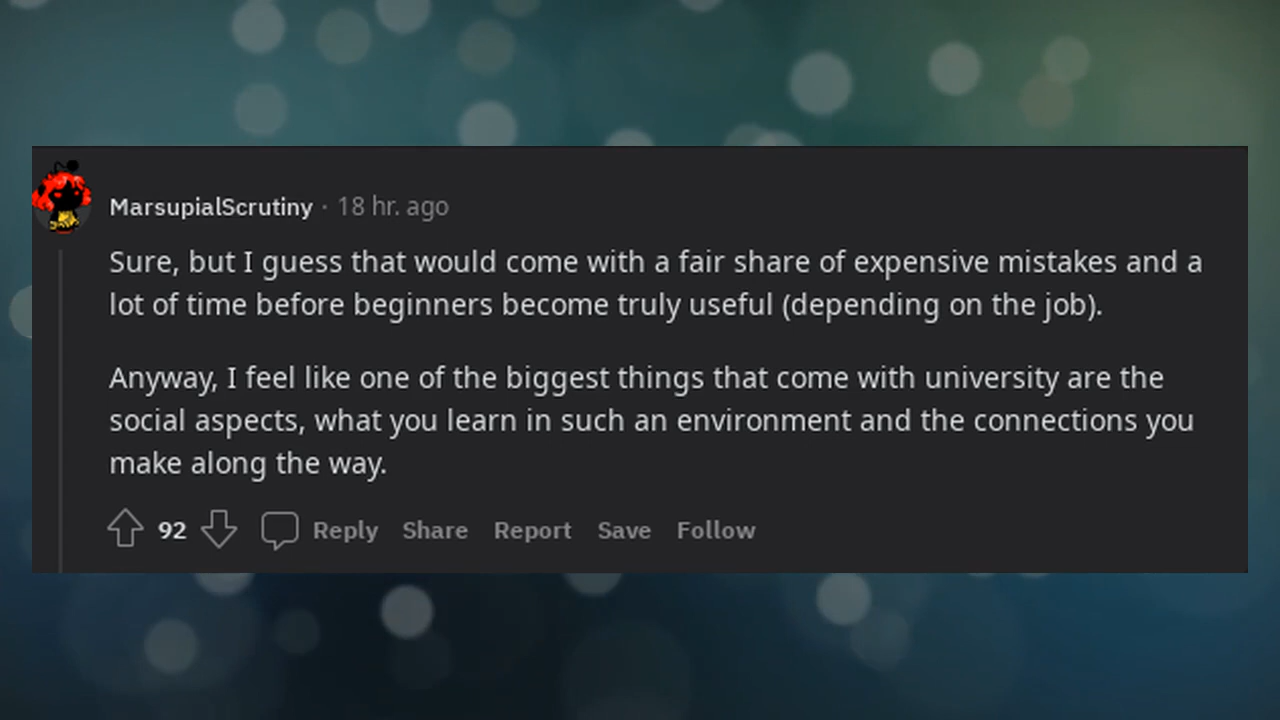 MarsupialScrutiny · 18 hr. ago
Sure, but I guess that would come with a fair share of expensive mistakes and a
lot of time before beginners become truly useful (depending on the job).
Anyway, I feel like one of the biggest things that come with university are the
social aspects, what you learn in such an environment and the connections you
make along the way.
92 Reply Share Report Save Follow